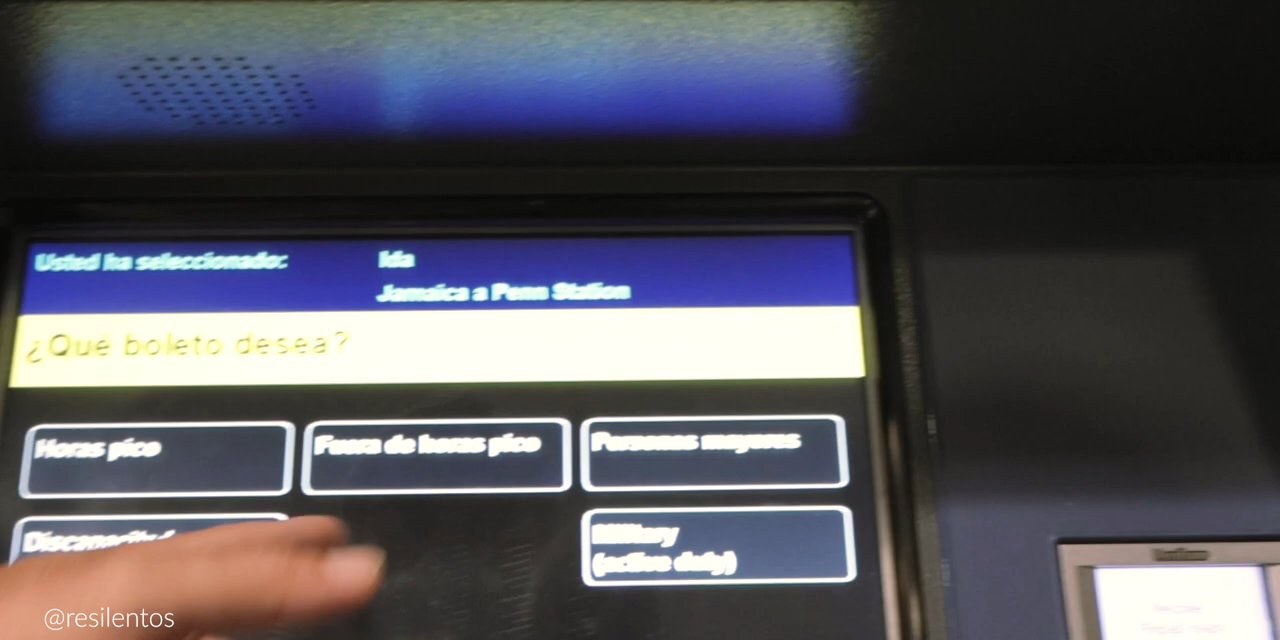 Usted ha seleccionado:
Ida
Jamaica a Penn Station
¿Qué boleto desea?
Horas pico
Fuera de horas pico
Personas mayores
Military
(active duty)
@resilentos